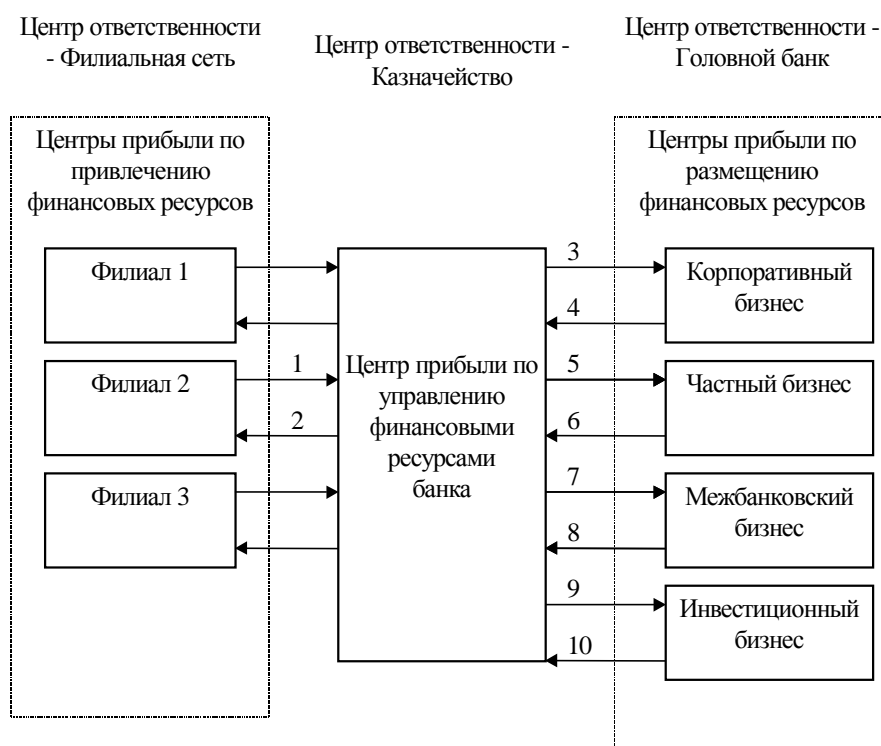 Центр ответственности
- Филиальная сеть
Центр ответственности -
Казначейство
Центр ответственности -
Головной банк
Центры прибыли по
привлечению
финансовых ресурсов
Центры прибыли по
размещению
финансовых ресурсов
Филиал 1
Филиал 2
Филиал 3
1
2
Центр прибыли по
управлению
финансовыми
ресурсами
банка
3
4
5
6
7
8
9
10
Корпоративный
бизнес
Частный бизнес
Межбанковский
бизнес
Инвестиционный
бизнес